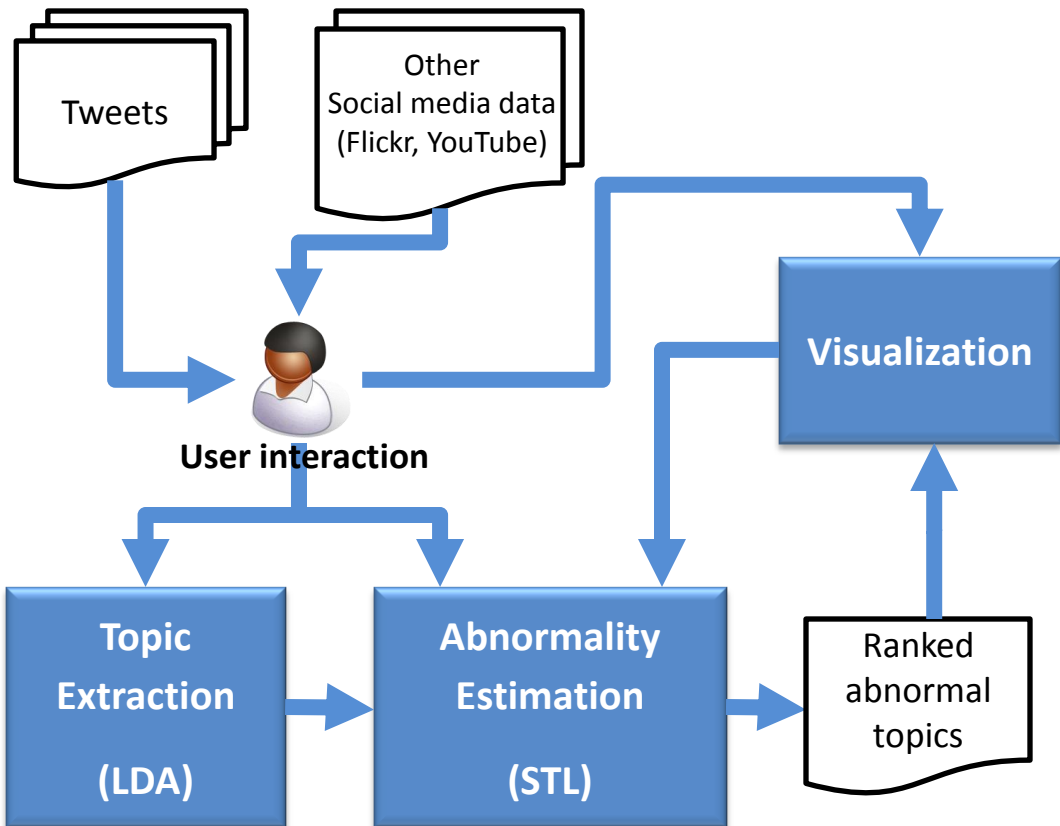 Tweets
Other
Social media data
(Flickr, YouTube)
Visualization
User interaction
Topic
Extraction
(LDA)
Abnormality
Estimation
(STL)
Ranked
abnormal
topics